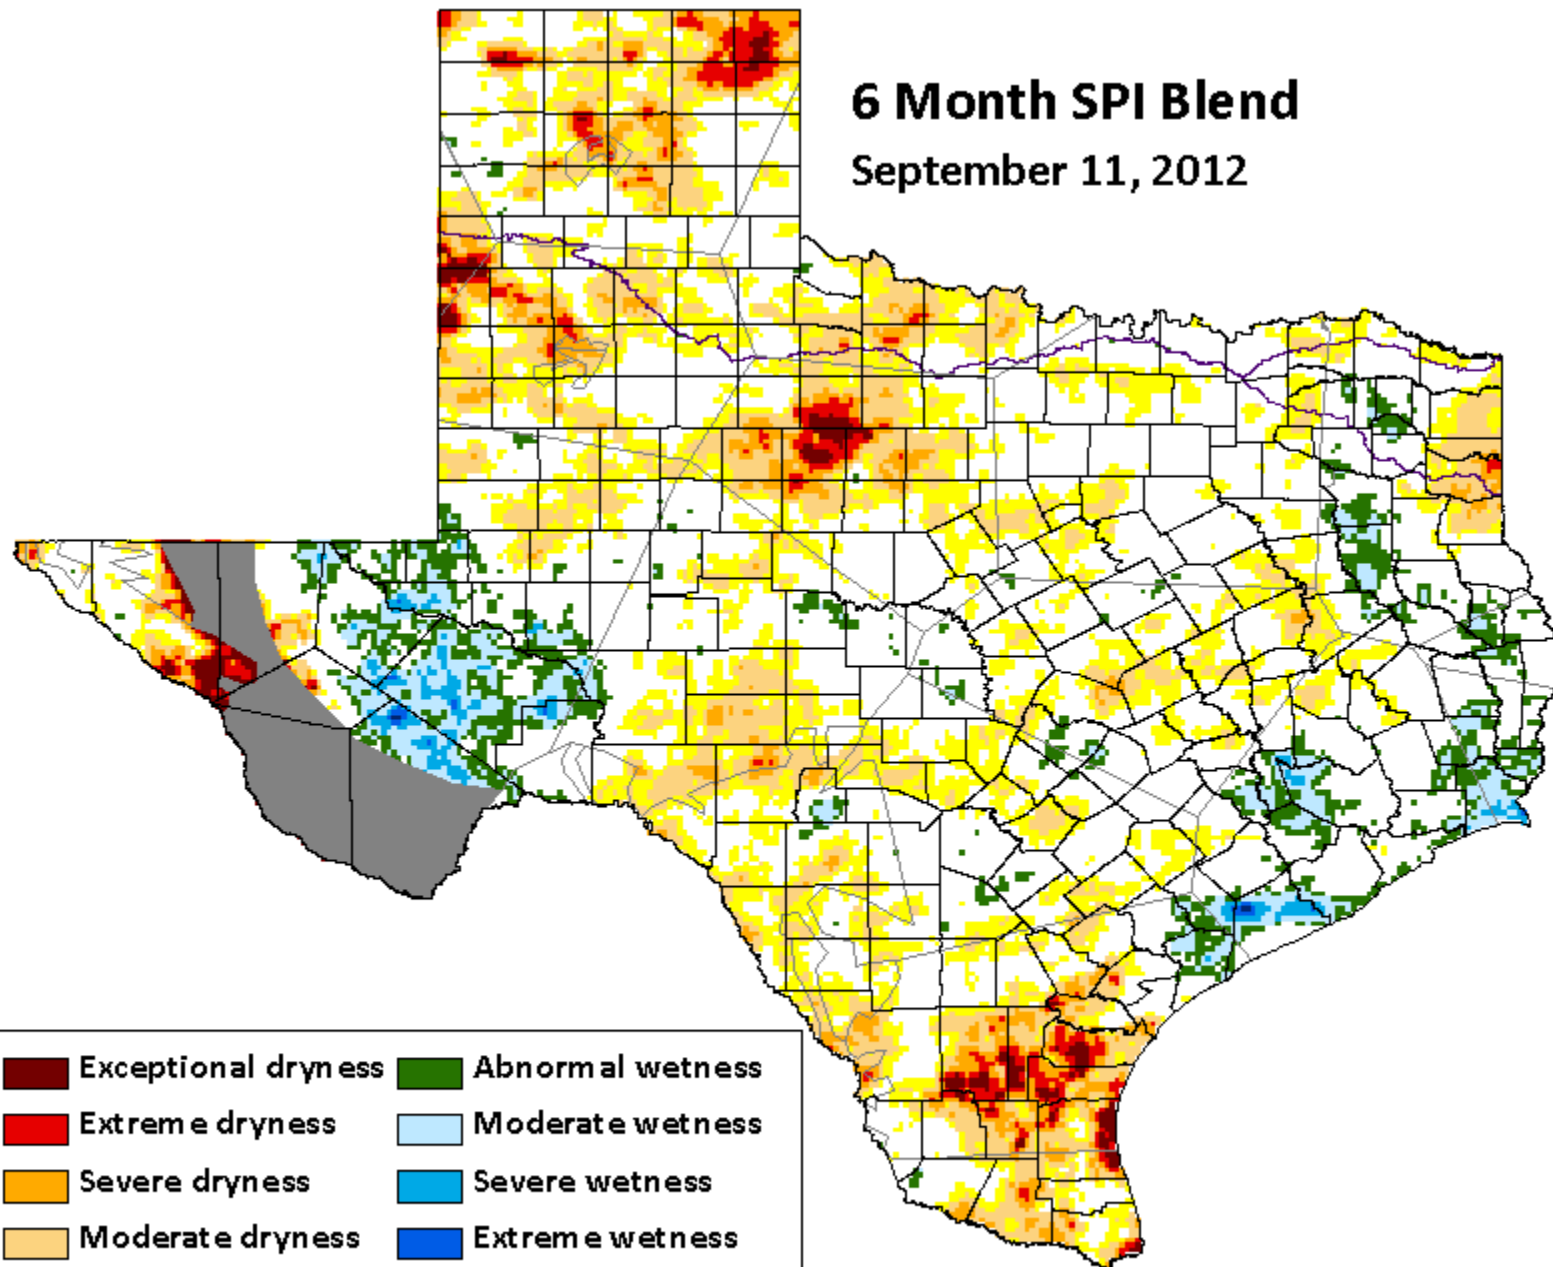 6 Month SPI Blend
September 11, 2012
Exceptional dryness
Abnormal wetness
Extreme dryness
Moderate wetness
Severe dryness
Severe wetness
Moderate dryness
Extreme wetness